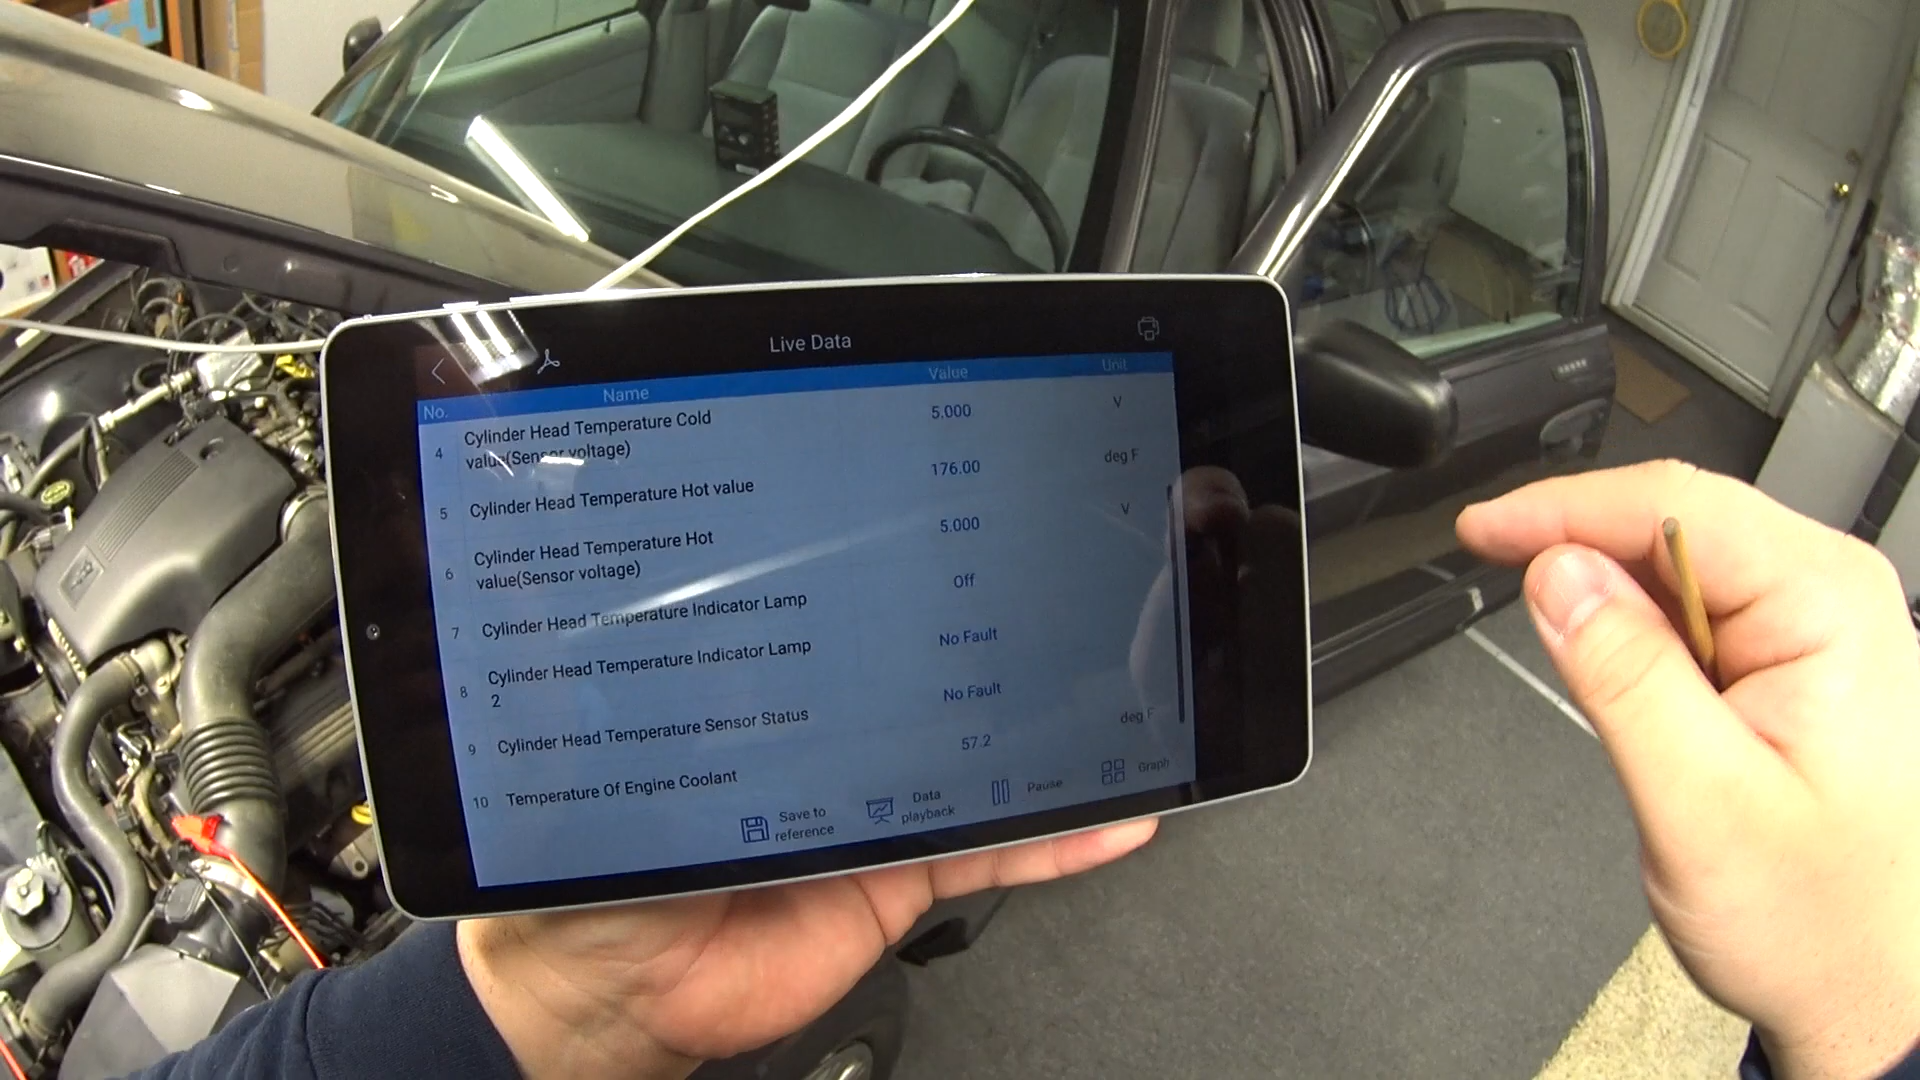 Live Data
No. Name Value Unit
4 Cylinder Head Temperature Cold
value(Sensor voltage) 5.000 V
5 Cylinder Head Temperature Hot value 176.00 deg F
6 Cylinder Head Temperature Hot
value(Sensor voltage) 5.000 V
7 Cylinder Head Temperature Indicator Lamp Off
8 Cylinder Head Temperature Indicator Lamp
2 No Fault
9 Cylinder Head Temperature Sensor Status No Fault
10 Temperature Of Engine Coolant 57.2 deg F
Save to
reference
Data
playback
Pause
Graph